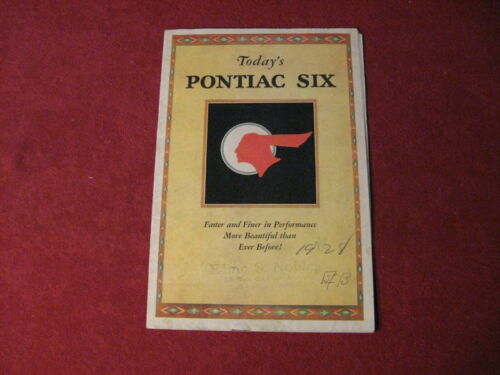 Today's
PONTIAC SIX
Faster and Finer in Performance
More Beautiful than
Ever Before!
1928